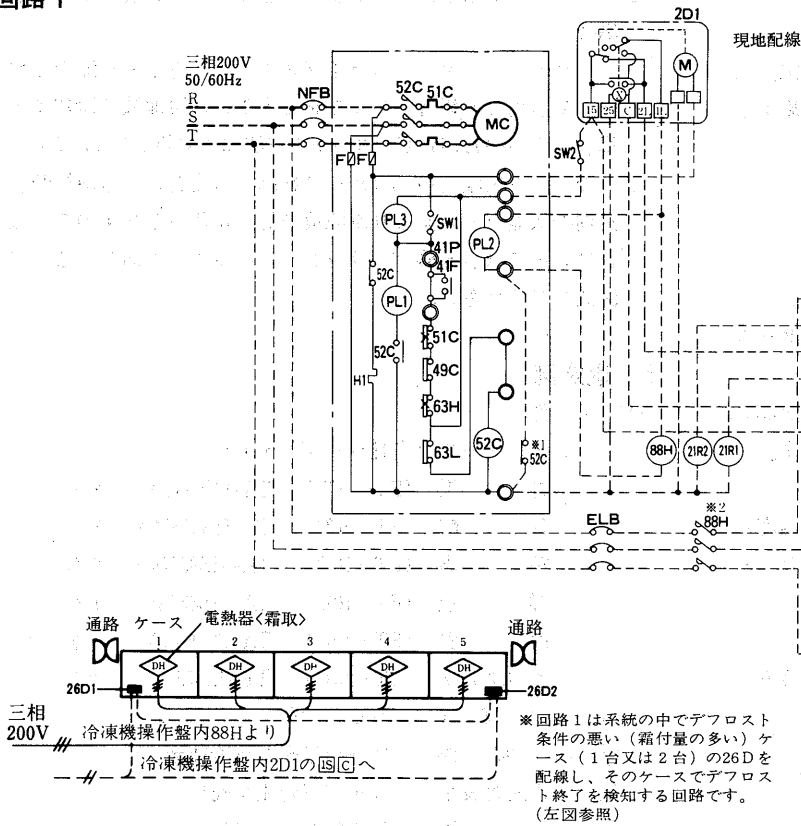 回路1
2D1
現地配線
三相200V
50/60Hz
NFB
52C
51C
R
S
T
MC
M
15
25
C
21
1L
SW2
F
F
PL3
SW1
41P
41F
PL2
52C
PL1
52C
51C
H1
49C
63H
63L
52C
※1
52C
88H
21R2
21R1
※2
88H
ELB
通路
ケース
電熱器<霜取>
通路
1
2
3
4
5
DH
DH
DH
DH
DH
26D1
26D2
三相
200V
冷凍機操作盤内88Hより
冷凍機操作盤内2D1の15Cへ
※回路1は系統の中でデフロスト
条件の悪い（霜付量の多い）ケ
ース（1台又は2台）の26Dを
配線し、そのケースでデフロス
ト終了を検知する回路です。
(左図参照)